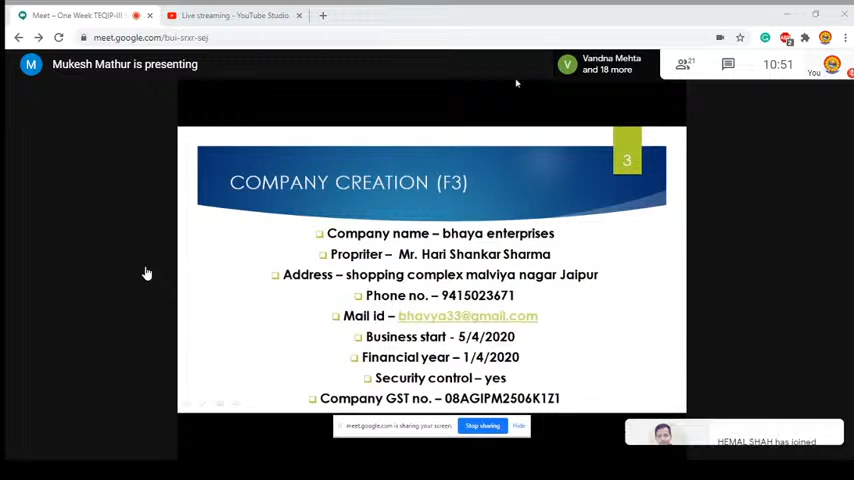 Meet – One Week TEQIP-III
Live streaming - YouTube Studio
meet.google.com/bui-srxr-sej
2
M
Mukesh Mathur is presenting
V
Vandna Mehta
and 18 more
21
10:51
You
3
COMPANY CREATION (F3)
Company name – bhaya enterprises
Propriter – Mr. Hari Shankar Sharma
Address – shopping complex malviya nagar Jaipur
Phone no. – 9415023671
Mail id – bhavya33@gmail.com
Business start - 5/4/2020
Financial year – 1/4/2020
Security control – yes
Company GST no. – 08AGIPM2506K1Z1
meet.google.com is sharing your screen.
Stop sharing
Hide
HEMAL SHAH has joined